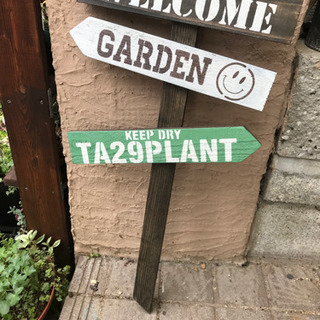 WELCOME
GARDEN
KEEP DRY
TA29PLANT